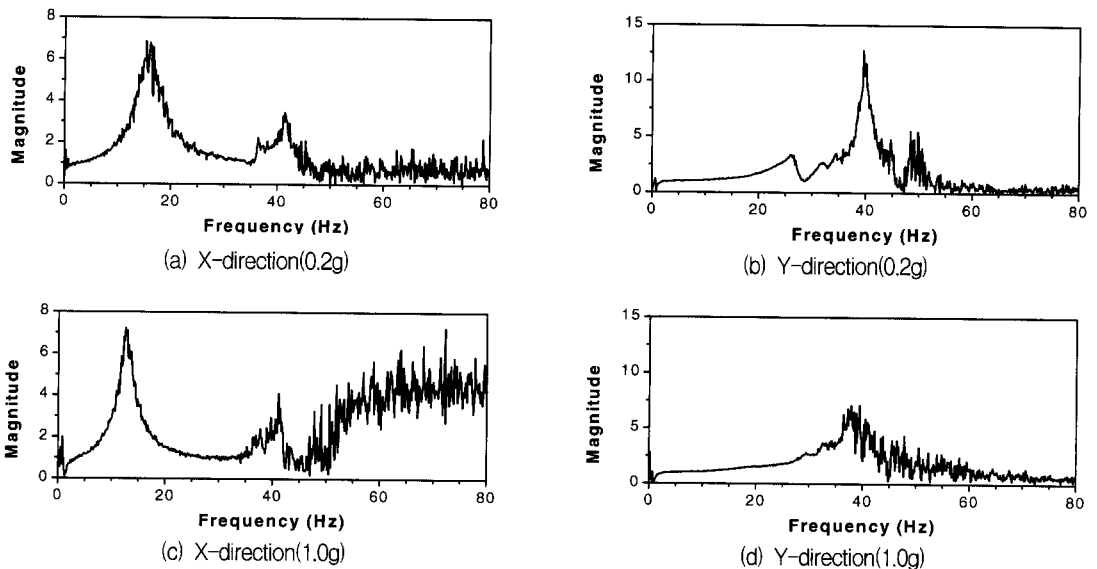 8
6
4
2
0
Magnitude
0 20 40 60 80
Frequency (Hz)
(a) X-direction(0.2g)
15
10
5
0
Magnitude
0 20 40 60 80
Frequency (Hz)
(b) Y-direction(0.2g)
8
6
4
2
0
Magnitude
0 20 40 60 80
Frequency (Hz)
(c) X-direction(1.0g)
15
10
5
0
Magnitude
0 20 40 60 80
Frequency (Hz)
(d) Y-direction(1.0g)